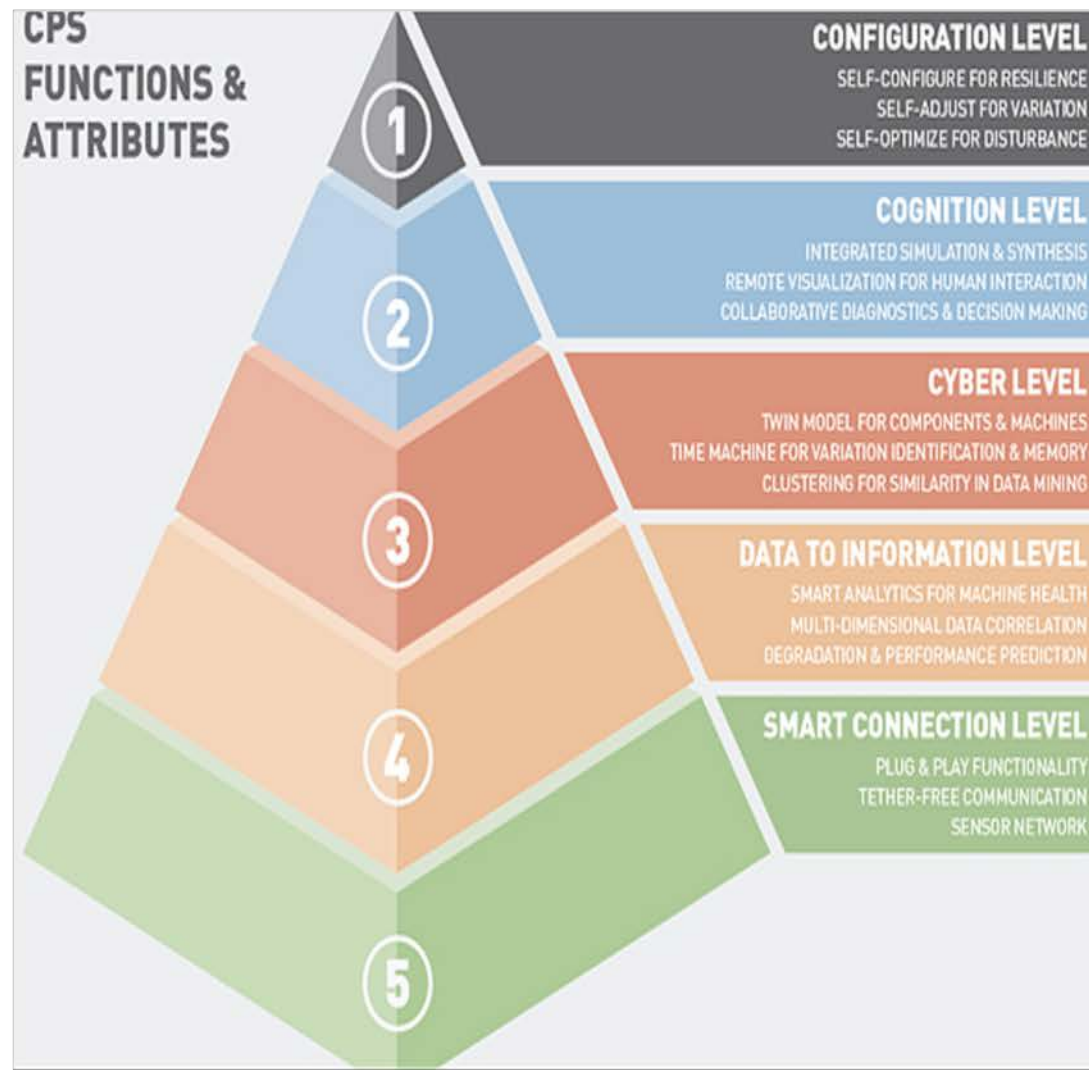 CPS
FUNCTIONS &
ATTRIBUTES
1
CONFIGURATION LEVEL
SELF-CONFIGURE FOR RESILIENCE
SELF-ADJUST FOR VARIATION
SELF-OPTIMIZE FOR DISTURBANCE
2
COGNITION LEVEL
INTEGRATED SIMULATION & SYNTHESIS
REMOTE VISUALIZATION FOR HUMAN INTERACTION
COLLABORATIVE DIAGNOSTICS & DECISION MAKING
3
CYBER LEVEL
TWIN MODEL FOR COMPONENTS & MACHINES
TIME MACHINE FOR VARIATION IDENTIFICATION & MEMORY
CLUSTERING FOR SIMILARITY IN DATA MINING
4
DATA TO INFORMATION LEVEL
SMART ANALYTICS FOR MACHINE HEALTH
MULTI-DIMENSIONAL DATA CORRELATION
DEGRADATION & PERFORMANCE PREDICTION
5
SMART CONNECTION LEVEL
PLUG & PLAY FUNCTIONALITY
TETHER-FREE COMMUNICATION
SENSOR NETWORK